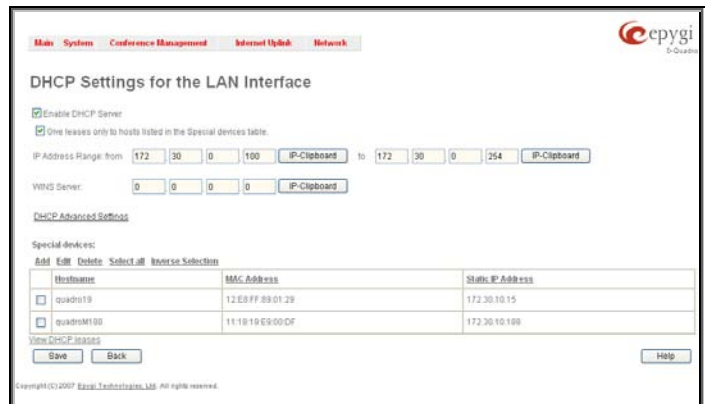 epygi
D-Quadro
Main System Conference Management Internet Uplink Network
DHCP Settings for the LAN Interface
Enable DHCP Server
Give leases only to hosts listed in the Special devices table.
IP Address Range: from 172 30 0 100 IP-Clipboard to 172 30 0 254 IP-Clipboard
WINS Server: 0 0 0 0 IP-Clipboard
DHCP Advanced Settings
Special devices:
Add Edit Delete Select all Inverse Selection
Hostname MAC Address Static IP Address
quadro19 12:E8:FF:89:01:29 172.30.10.15
quadroM100 11:19:19:E9:00:DF 172.30.10.188
View DHCP leases
Save Back Help
Copyright (C) 2007 Epygi Technologies, Ltd. All rights reserved.